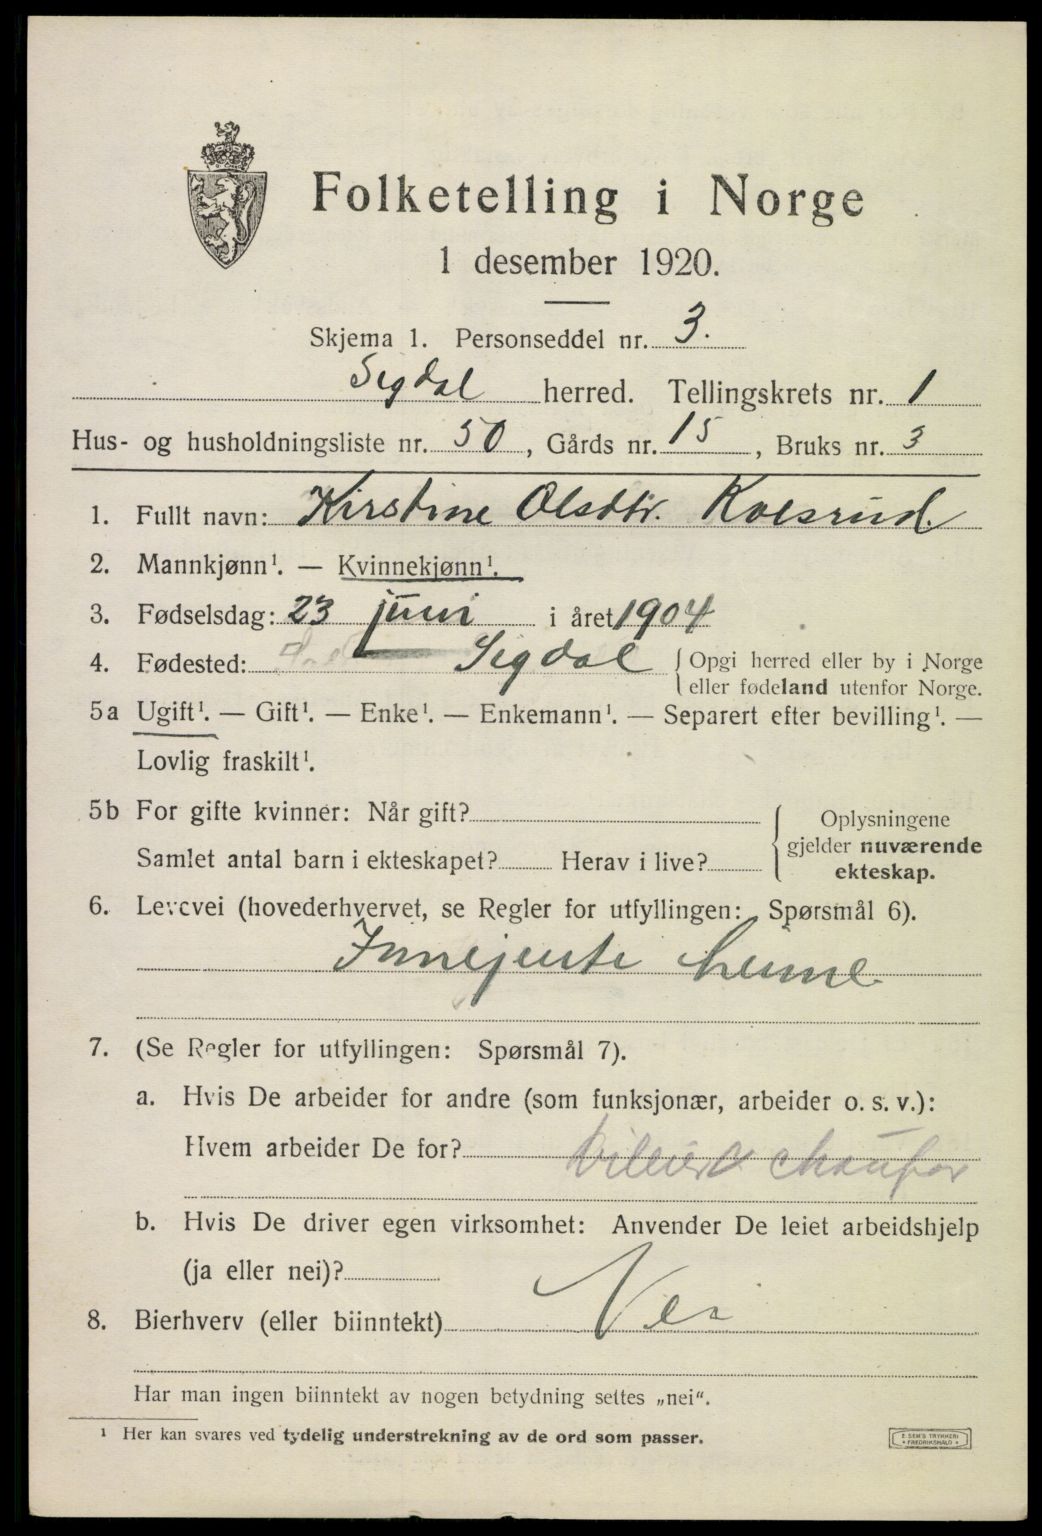 Folketelling i Norge
1 desember 1920.
Skjema 1. Personseddel nr. 3.
Sigdal herred. Tellingskrets nr. 1
Hus- og husholdningsliste nr. 50, Gårds nr. 15, Bruks nr. 3
1. Fullt navn: Kirstine Olsdtr. Kolsrud.
2. Mannkjønn¹. — Kvinnekjønn¹.
3. Fødselsdag: 23 juni i året 1904
4. Fødested: Sigdal { Opgi herred eller by i Norge
eller fødeland utenfor Norge.
5a Ugift¹. — Gift¹. — Enke¹. — Enkemann¹. — Separert efter bevilling¹. —
Lovlig fraskilt¹.
5b For gifte kvinner: Når gift?
Samlet antal barn i ekteskapet? Herav i live?
Oplysningene
gjelder nuværende
ekteskap.
6. Levevei (hovederhvervet, se Regler for utfyllingen: Spørsmål 6).
Innejente
7. (Se Regler for utfyllingen: Spørsmål 7).
a. Hvis De arbeider for andre (som funksjonær, arbeider o. s. v.):
Hvem arbeider De for?
b. Hvis De driver egen virksomhet: Anvender De leiet arbeidshjelp
(ja eller nei)?
8. Bierhverv (eller biinntekt) Nei
Har man ingen biinntekt av nogen betydning settes „nei“.
¹ Her kan svares ved tydelig understrekning av de ord som passer.
E. SEM'S TRYKKERI
• FREDRIKSHALD •